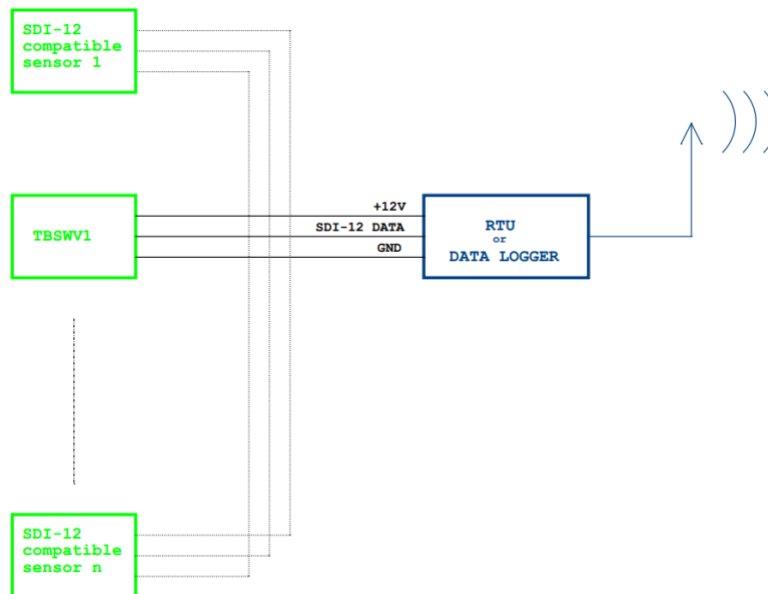 SDI-12
compatible
sensor 1
TBSWV1
+12V
SDI-12 DATA
GND
RTU
or
DATA LOGGER
SDI-12
compatible
sensor n